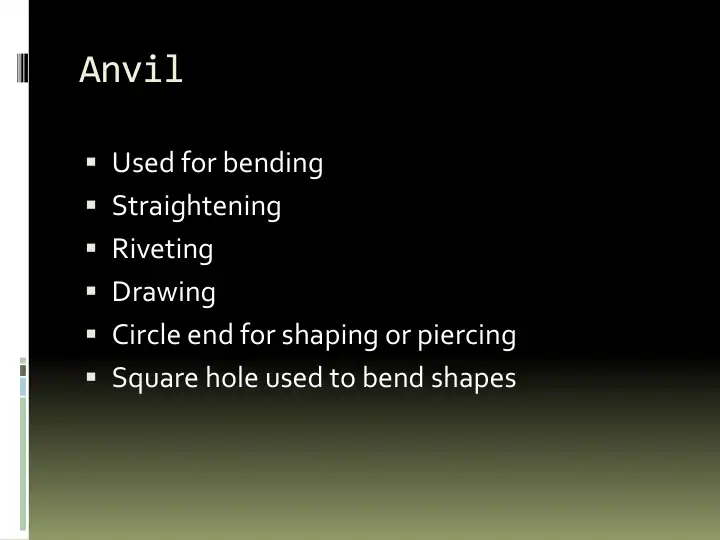 Anvil
▪ Used for bending
▪ Straightening
▪ Riveting
▪ Drawing
▪ Circle end for shaping or piercing
▪ Square hole used to bend shapes